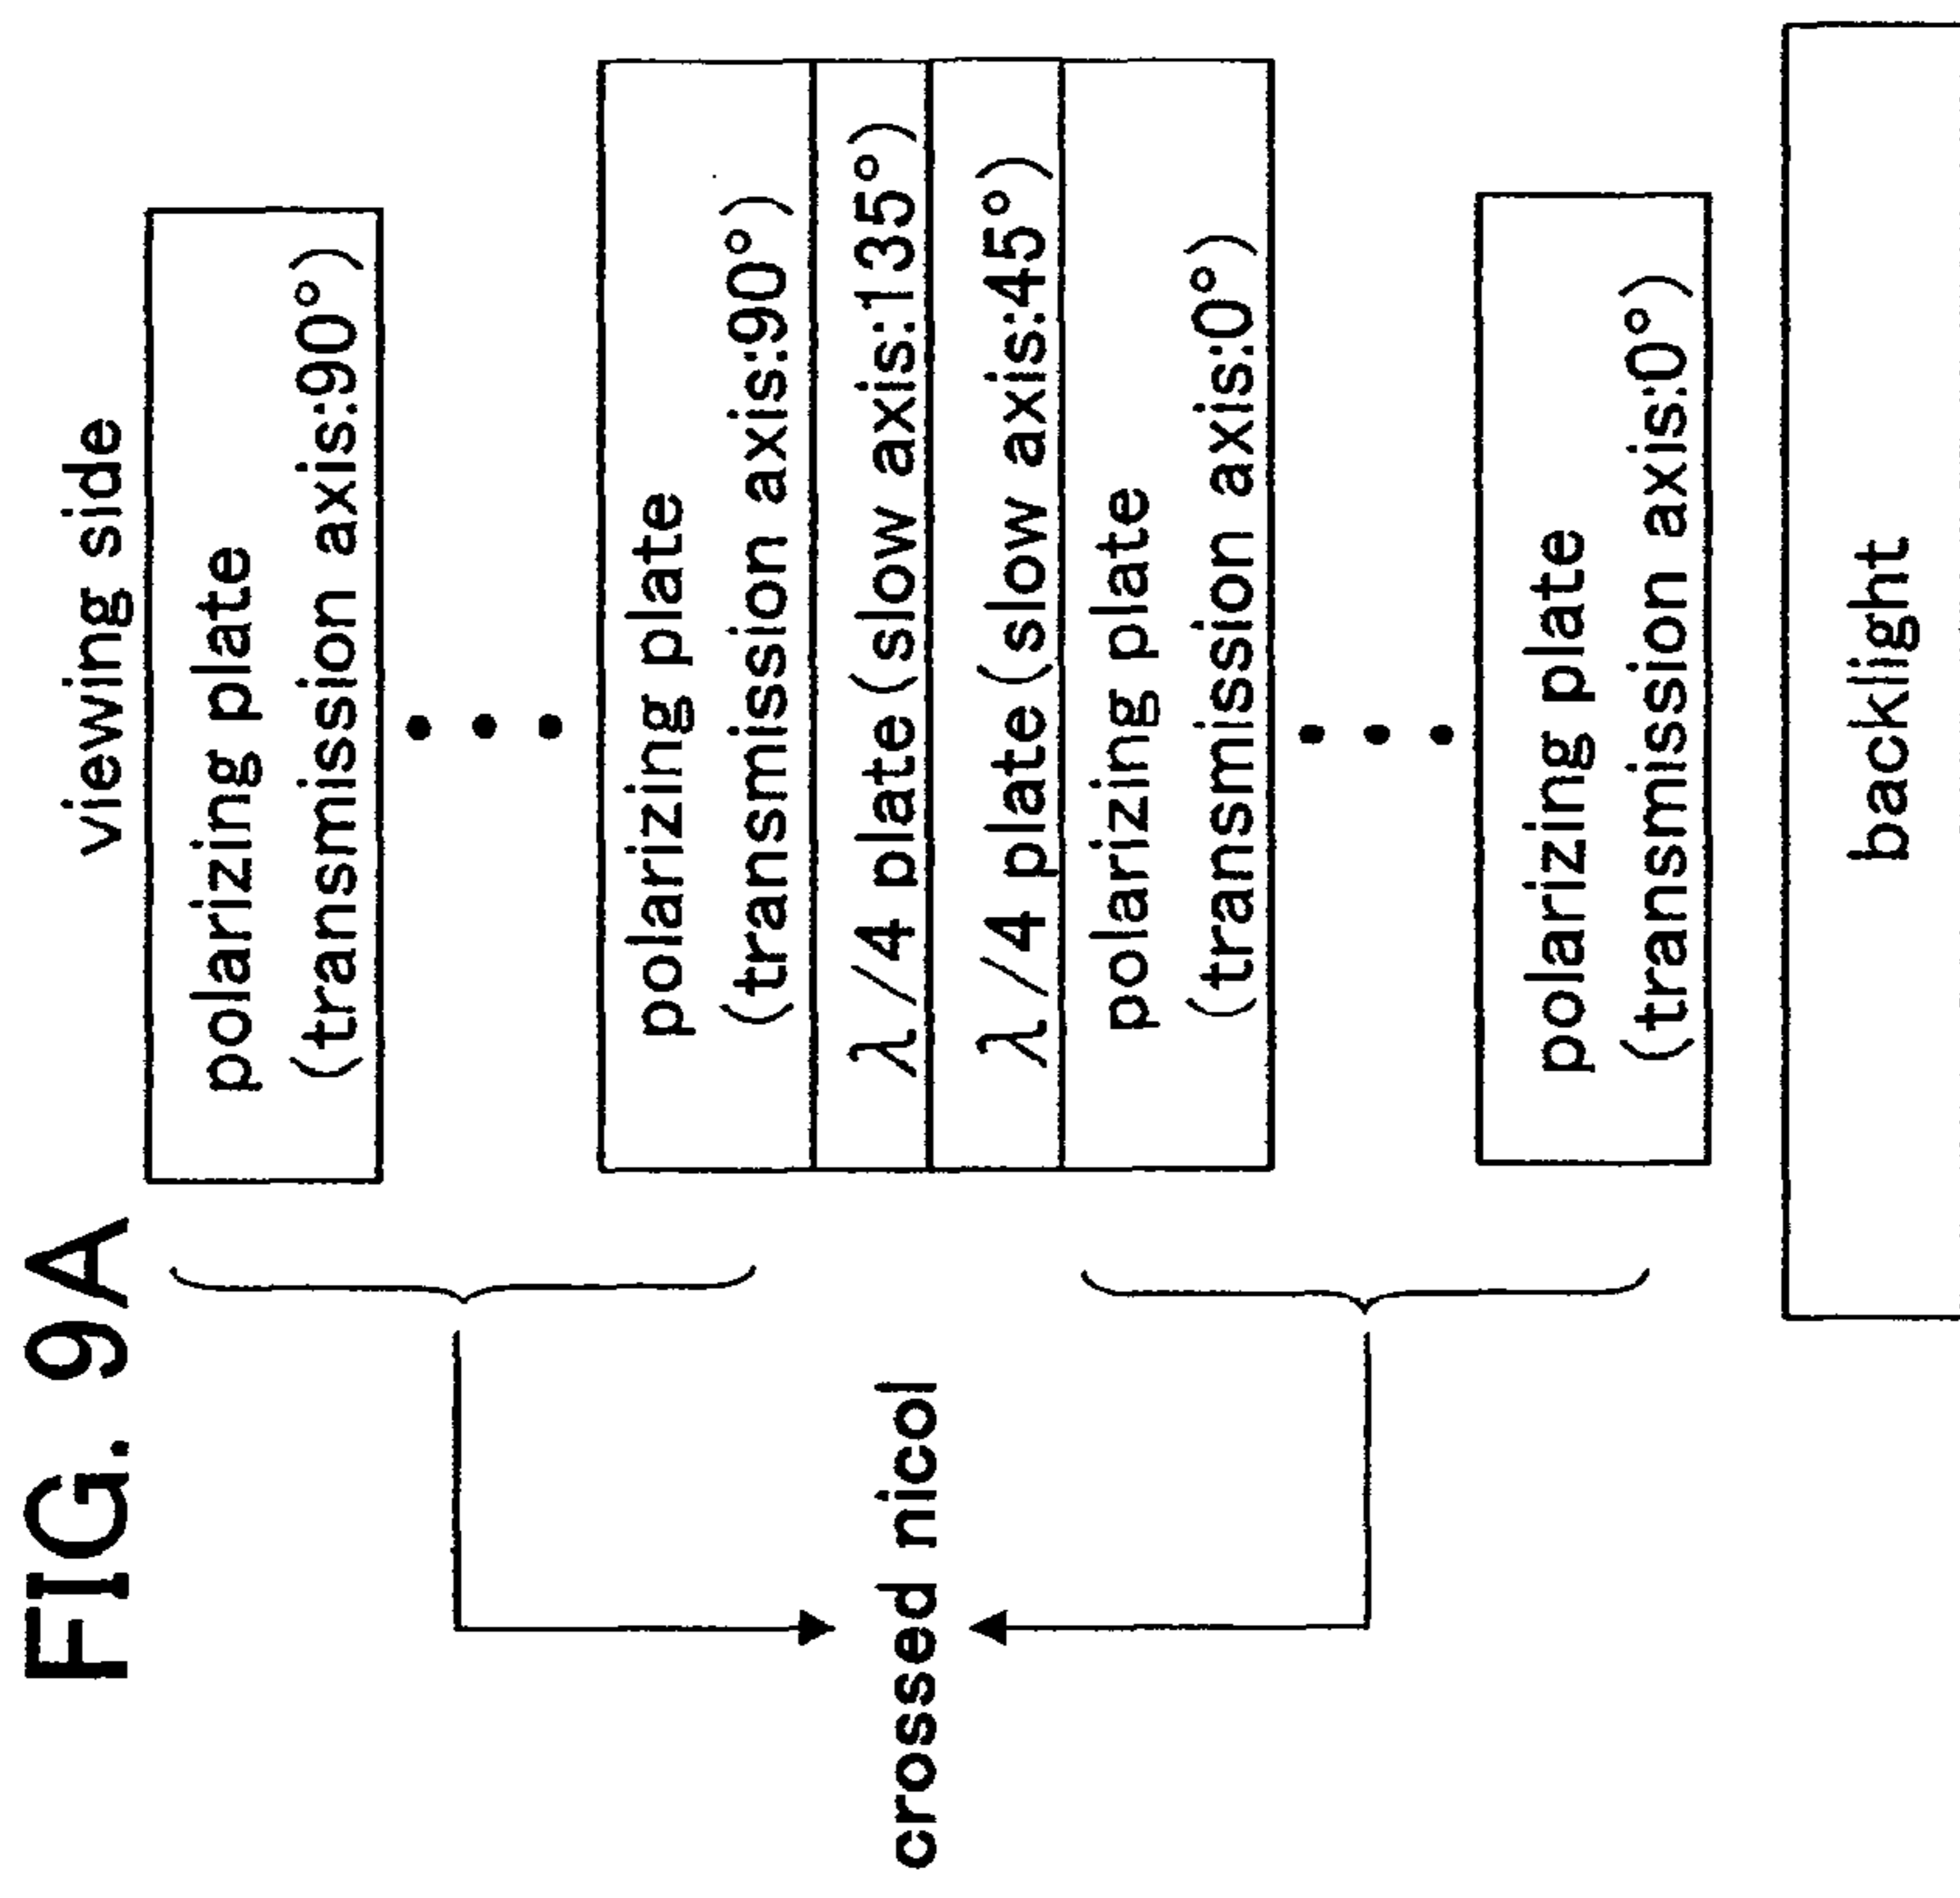 FIG. 9A
viewing side
polarizing plate
(transmission axis:90°)
polarizing plate
(transmission axis:90°)
λ/4 plate (slow axis:135°)
λ/4 plate (slow axis:45°)
polarizing plate
(transmission axis:0°)
polarizing plate
(transmission axis:0°)
backlight
crossed nicol